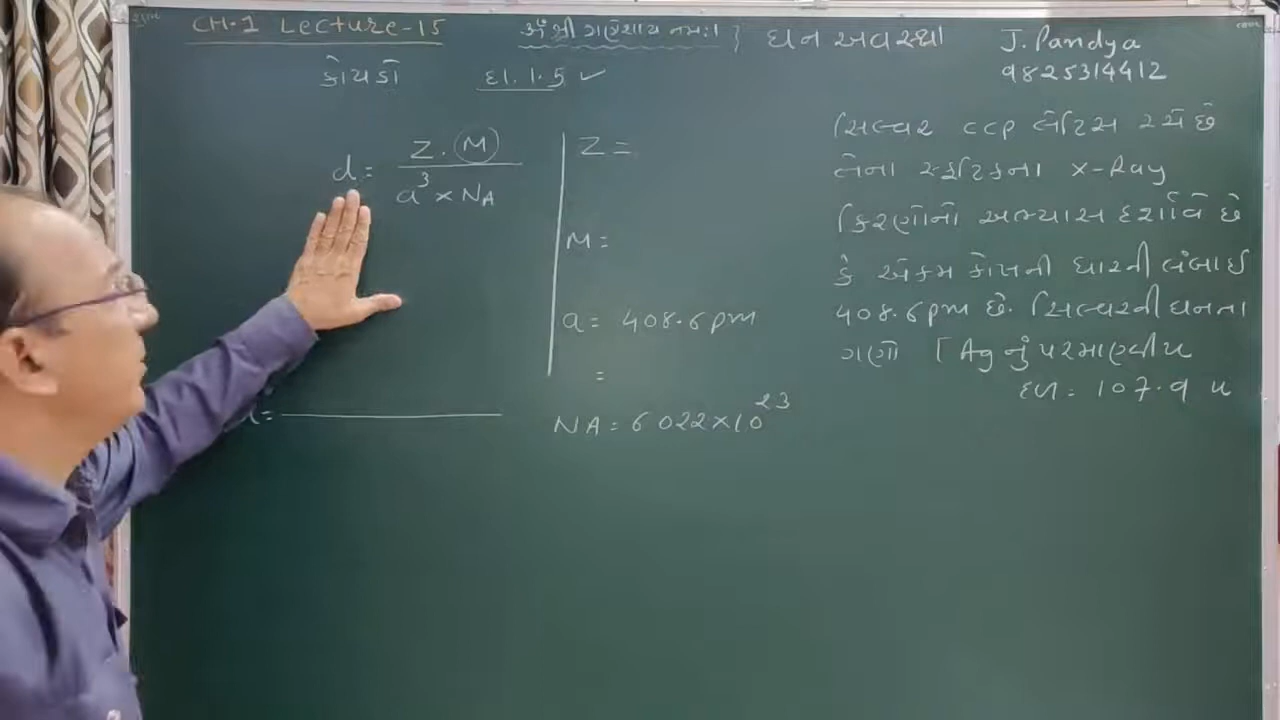 CH-1 Lecture-15
ૐ શ્રી ગણેશાય નમઃ। } ઘન અવસ્થા
J. Pandya
9825314412
કોયડો
દા. 1.5 ✓
d = Z . M / a³ × NA
Z =
M =
a = 408.6 pm
=
NA = 6 022 × 10²³
d =
સિલ્વર ccp લેટિસ રચે છે
તેના સ્ફટિકના X-Ray
કિરણોનો અભ્યાસ દર્શાવે છે
કે એકમ કોષની ધારની લંબાઈ
408.6 pm છે. સિલ્વરની ઘનતા
ગણો [ Ag નું પરમાણ્વીય
દળ = 107.9 u